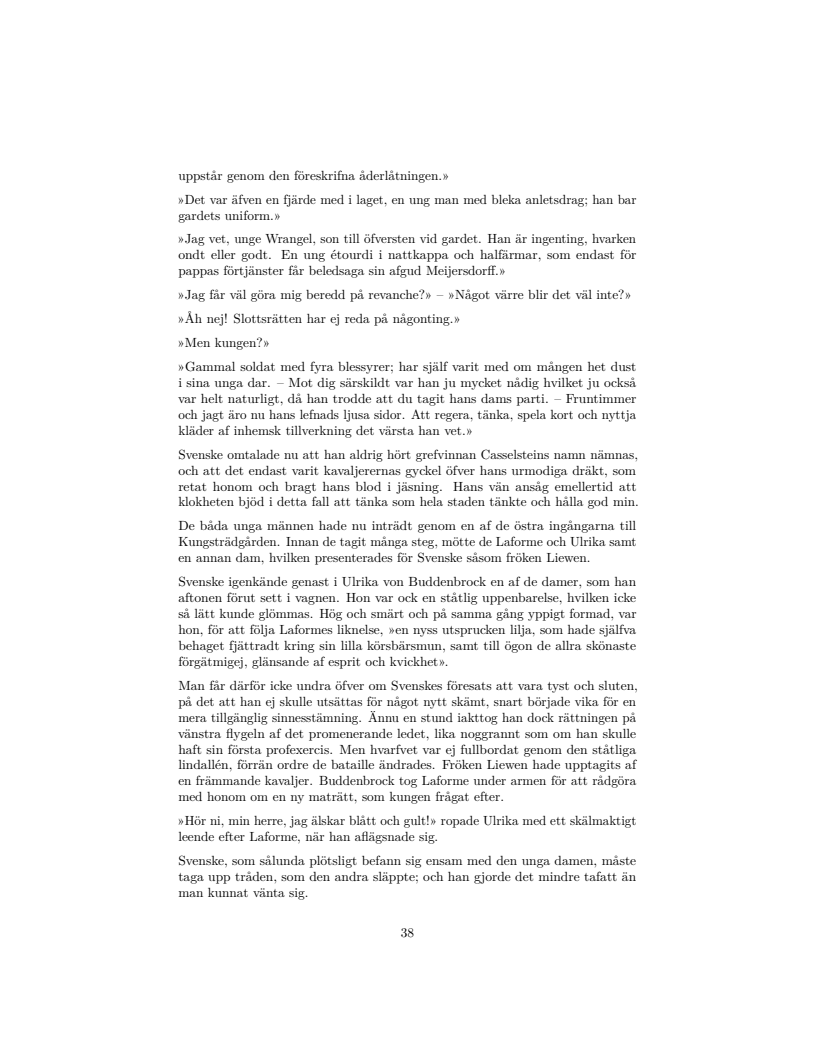 uppstår genom den föreskrifna åderlåtningen.»
»Det var äfven en fjärde med i laget, en ung man med bleka anletsdrag; han bar
gardets uniform.»
»Jag vet, unge Wrangel, son till öfversten vid gardet. Han är ingenting, hvarken
ondt eller godt. En ung étourdi i nattkappa och halfärmar, som endast för
pappas förtjänster får beledsaga sin afgud Meijersdorff.»
»Jag får väl göra mig beredd på revanche?» – »Något värre blir det väl inte?»
»Åh nej! Slottsrätten har ej reda på någonting.»
»Men kungen?»
»Gammal soldat med fyra blessyrer; har själf varit med om mången het dust
i sina unga dar. – Mot dig särskildt var han ju mycket nådig hvilket ju också
var helt naturligt, då han trodde att du tagit hans dams parti. – Fruntimmer
och jagt äro nu hans lefnads ljusa sidor. Att regera, tänka, spela kort och nyttja
kläder af inhemsk tillverkning det värsta han vet.»
Svenske omtalade nu att han aldrig hört grefvinnan Casselsteins namn nämnas,
och att det endast varit kavaljerernas gyckel öfver hans urmodiga dräkt, som
retat honom och bragt hans blod i jäsning. Hans vän ansåg emellertid att
klokheten bjöd i detta fall att tänka som hela staden tänkte och hålla god min.
De båda unga männen hade nu inträdt genom en af de östra ingångarna till
Kungsträdgården. Innan de tagit många steg, mötte de Laforme och Ulrika samt
en annan dam, hvilken presenterades för Svenske såsom fröken Liewen.
Svenske igenkände genast i Ulrika von Buddenbrock en af de damer, som han
aftonen förut sett i vagnen. Hon var ock en ståtlig uppenbarelse, hvilken icke
så lätt kunde glömmas. Hög och smärt och på samma gång yppigt formad, var
hon, för att följa Laformes liknelse, »en nyss utsprucken lilja, som hade själfva
behaget fjättradt kring sin lilla körsbärsmun, samt till ögon de allra skönaste
förgätmigej, glänsande af esprit och kvickhet».
Man får därför icke undra öfver om Svenskes föresats att vara tyst och sluten,
på det att han ej skulle utsättas för något nytt skämt, snart började vika för en
mera tillgänglig sinnesstämning. Ännu en stund iakttog han dock rättningen på
vänstra flygeln af det promenerande ledet, lika noggrannt som om han skulle
haft sin första profexercis. Men hvarfvet var ej fullbordat genom den ståtliga
lindallén, förrän ordre de bataille ändrades. Fröken Liewen hade upptagits af
en främmande kavaljer. Buddenbrock tog Laforme under armen för att rådgöra
med honom om en ny maträtt, som kungen frågat efter.
»Hör ni, min herre, jag älskar blått och gult!» ropade Ulrika med ett skälmaktigt
leende efter Laforme, när han aflägsnade sig.
Svenske, som sålunda plötsligt befann sig ensam med den unga damen, måste
taga upp tråden, som den andra släppte; och han gjorde det mindre tafatt än
man kunnat vänta sig.
38